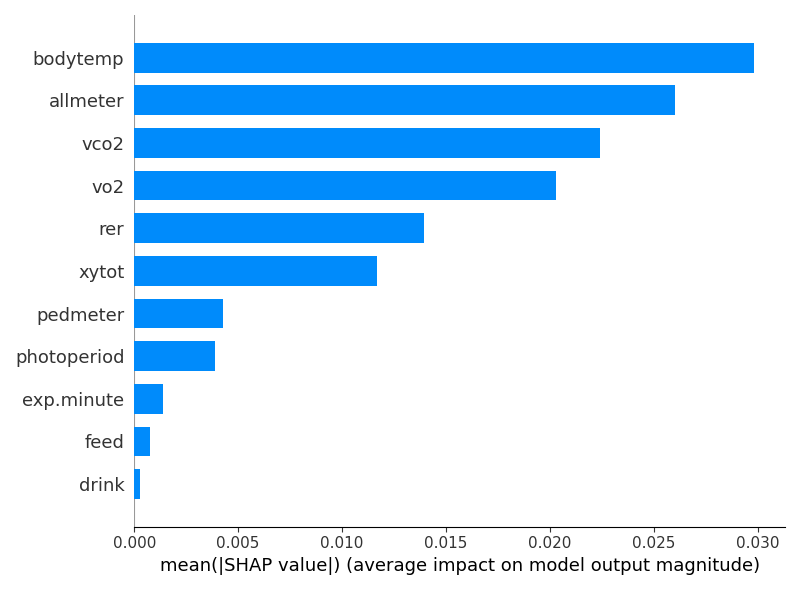 bodytemp
allmeter
vco2
vo2
rer
xytot
pedmeter
photoperiod
exp.minute
feed
drink
0.000 0.005 0.010 0.015 0.020 0.025 0.030
mean(|SHAP value|) (average impact on model output magnitude)